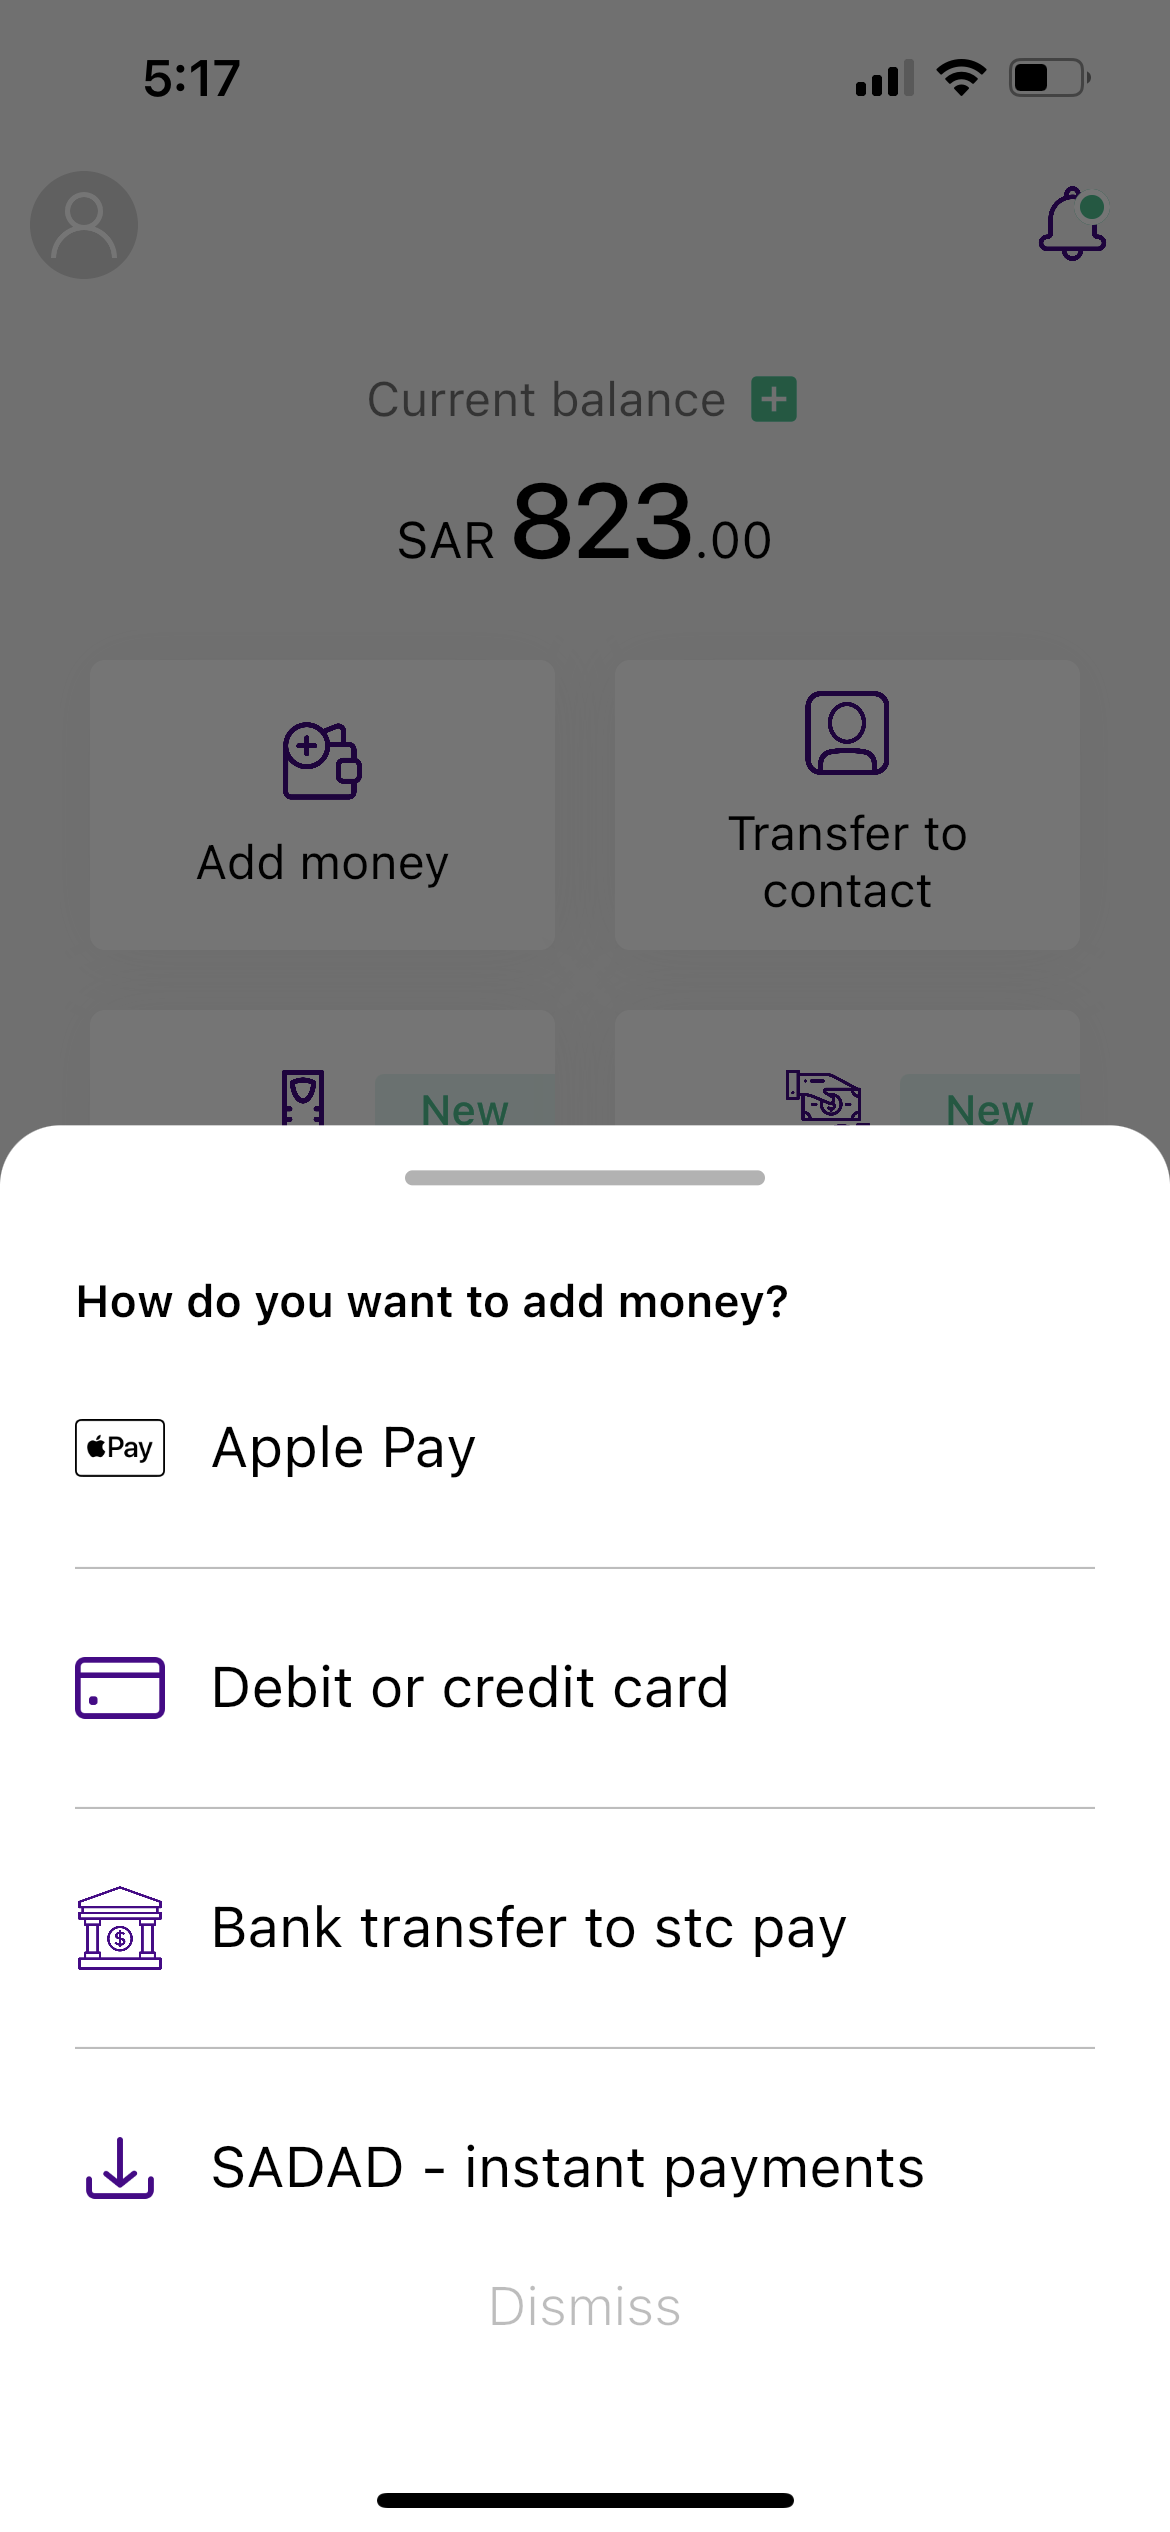 5:17
Current balance
SAR 823.00
Add money
Transfer to
contact
New
New
How do you want to add money?
Pay
Apple Pay
Debit or credit card
Bank transfer to stc pay
SADAD - instant payments
Dismiss